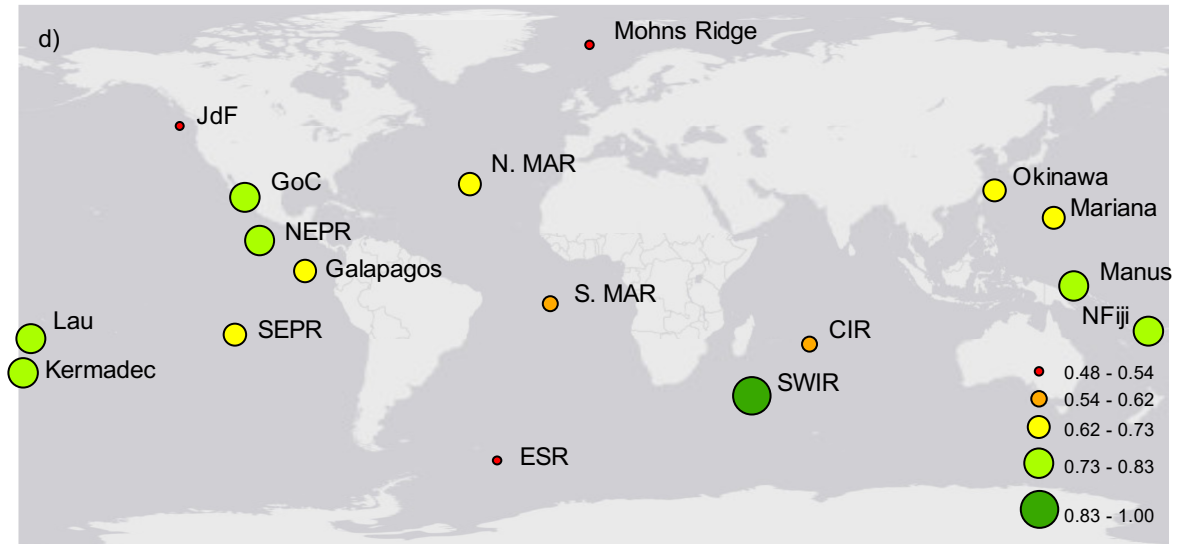 d)
Mohns Ridge
JdF
N. MAR
GoC
Okinawa
Mariana
NEPR
Galapagos
Manus
S. MAR
NFiji
Lau
SEPR
CIR
Kermadec
SWIR
ESR
0.48 - 0.54
0.54 - 0.62
0.62 - 0.73
0.73 - 0.83
0.83 - 1.00